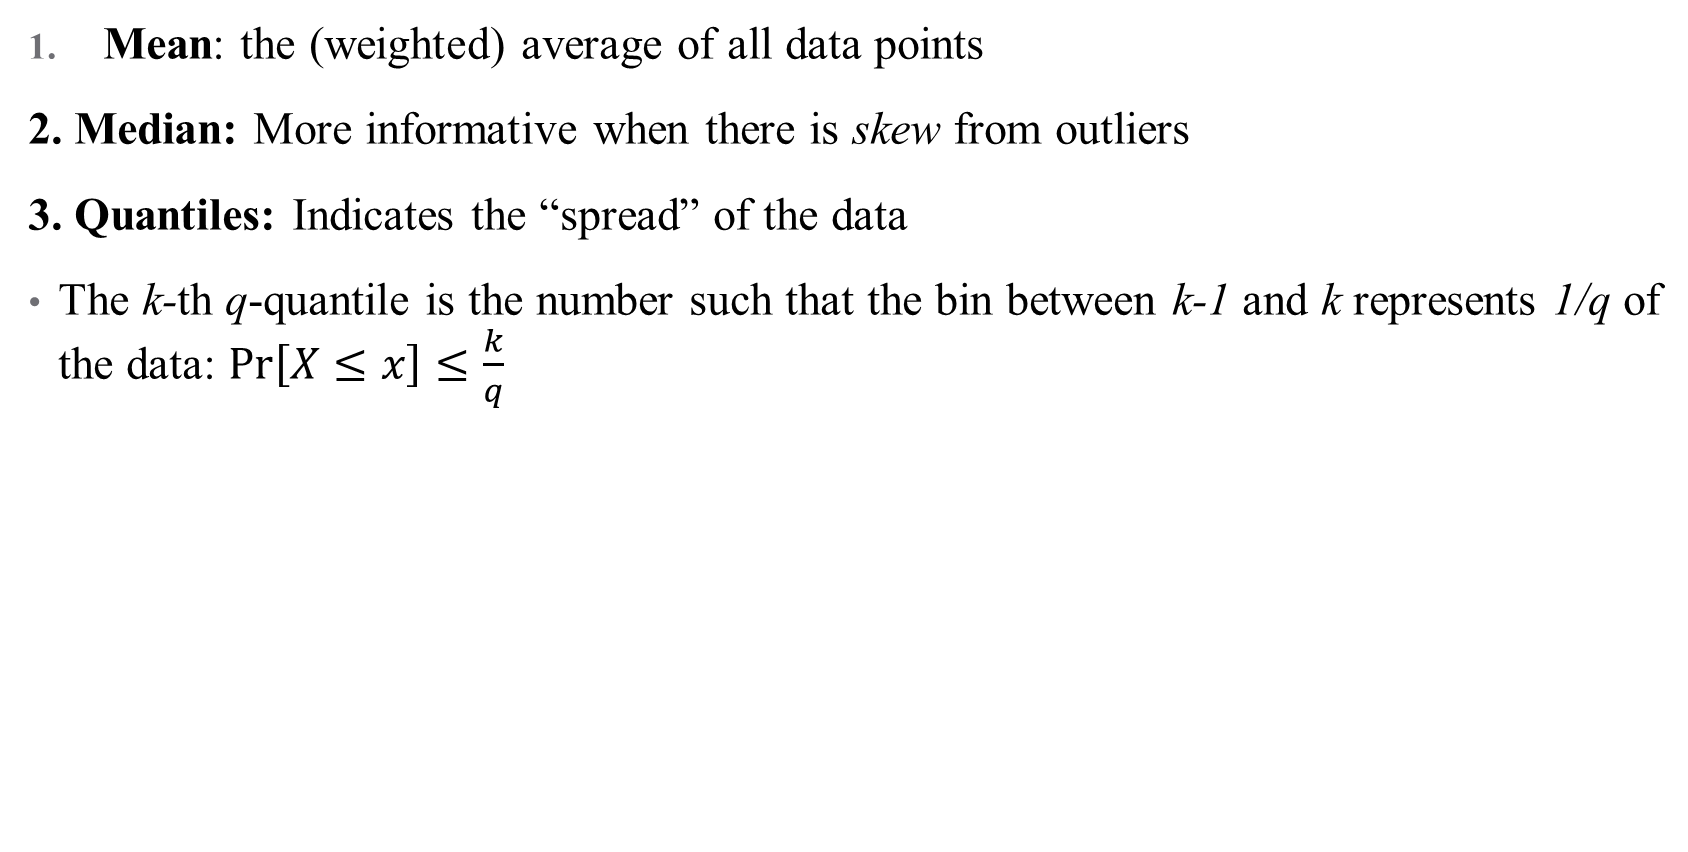 1. Mean: the (weighted) average of all data points
2. Median: More informative when there is skew from outliers
3. Quantiles: Indicates the “spread” of the data
• The k-th q-quantile is the number such that the bin between k-1 and k represents 1/q of
the data: Pr[X ≤ x] ≤ k/q